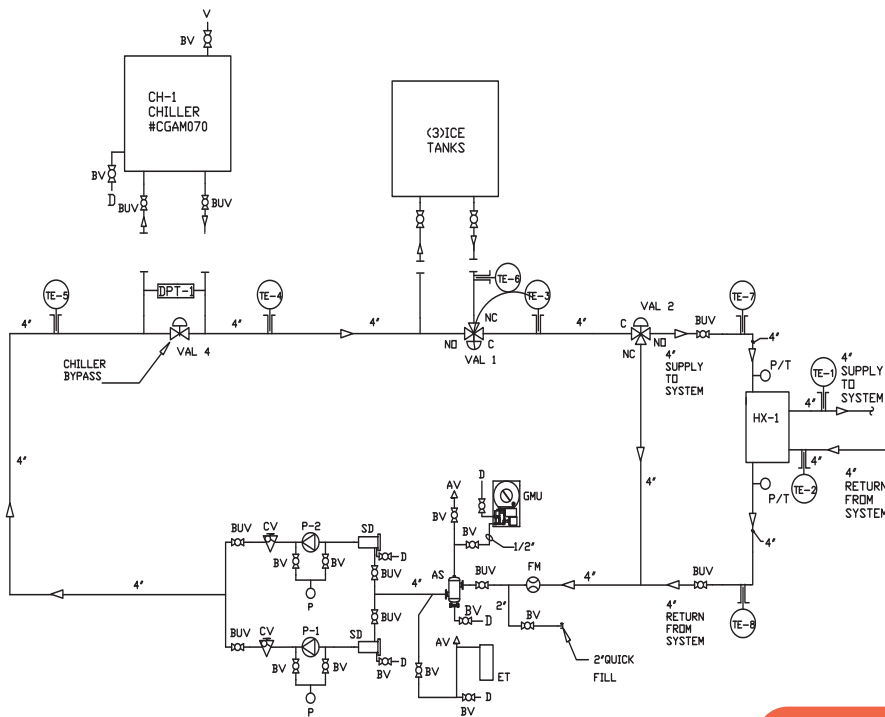 V
BV
CH-1
CHILLER
#CGAM070
BV
D
BUV
BUV
(3)ICE
TANKS
TE-5
DPT-1
TE-4
TE-6
TE-3
VAL 2
BUV
TE-7
4"
4"
4"
NC
4"
C
4"
NO
C
NO
VAL 4
VAL 1
NC
CHILLER
BYPASS
4"
SUPPLY
TO
SYSTEM
P/T
TE-1
4"
SUPPLY
TO
SYSTEM
HX-1
4"
4"
4"
TE-2
4"
RETURN
FROM
SYSTEM
P/T
4"
4"
D
AV
GMU
BV
BV
1/2"
BUV
CV
P-2
SD
BV
BV
D
BUV
P
4"
4"
AS
BUV
FM
4"
BUV
2"
BV
D
BV
4"
RETURN
FROM
SYSTEM
TE-8
BUV
BUV
CV
P-1
SD
BV
BV
D
BV
P
AV
BV
ET
D
BV
2"QUICK
FILL